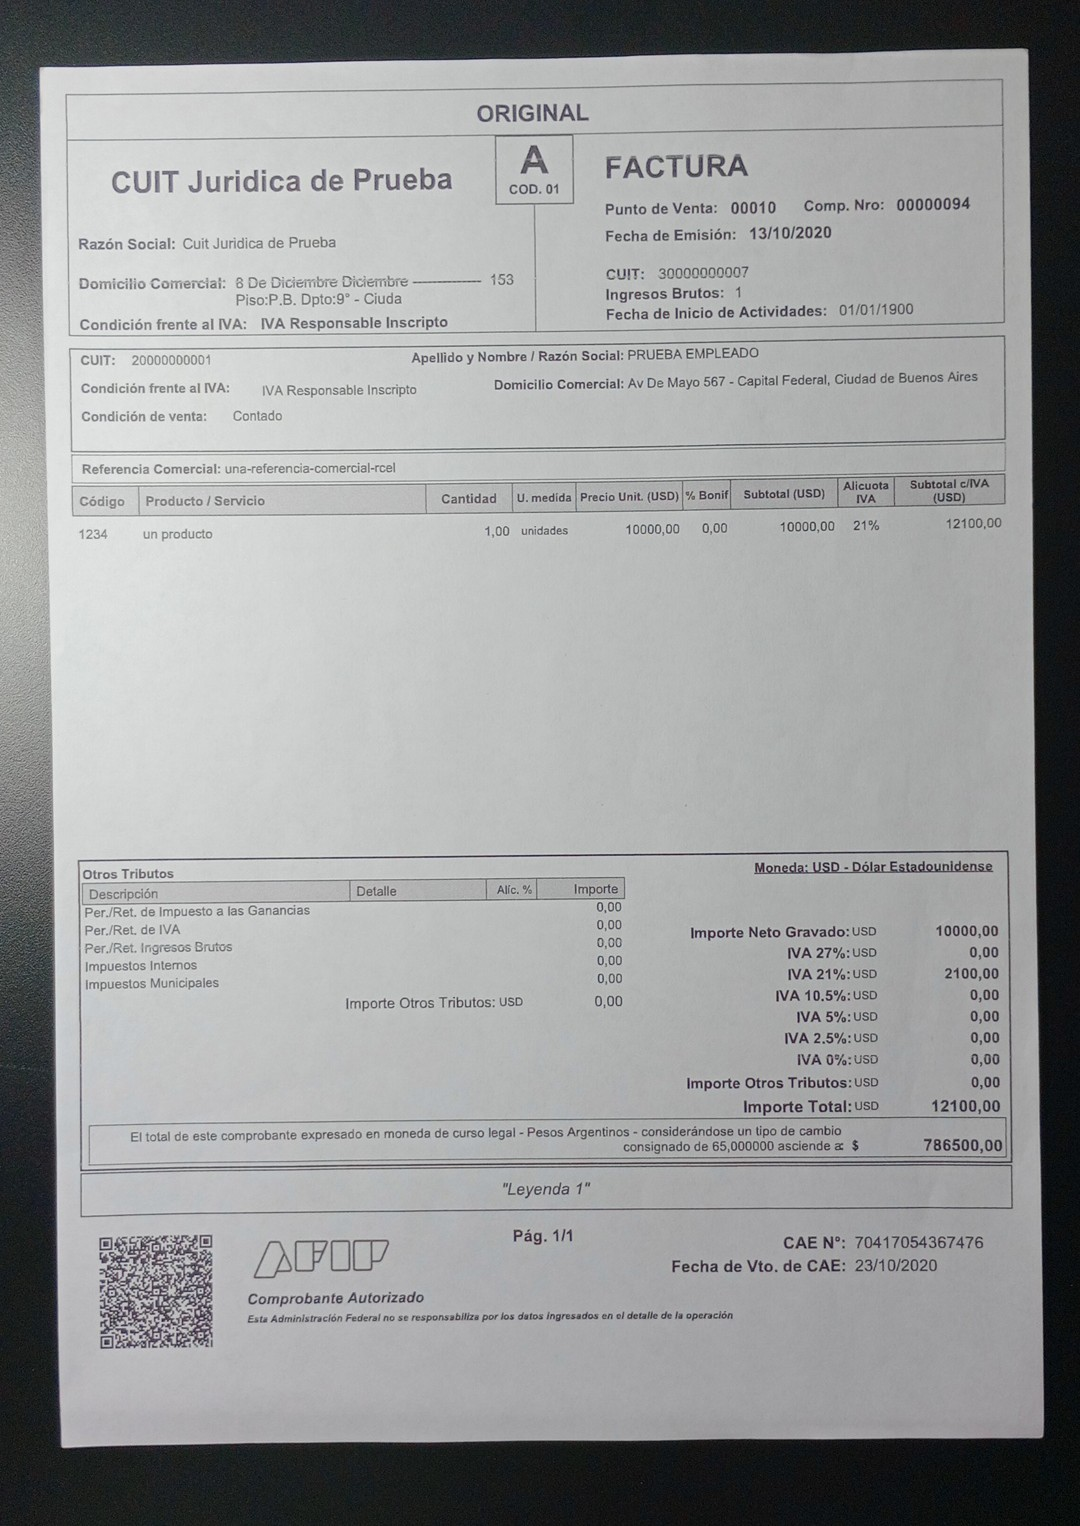 ORIGINAL
A
COD. 01
CUIT Juridica de Prueba
FACTURA
Punto de Venta: 00010 Comp. Nro: 00000094
Fecha de Emisión: 13/10/2020
Razón Social: Cuit Juridica de Prueba
Domicilio Comercial: 8 De Diciembre Diciembre -------------- 153
Piso:P.B. Dpto:9° - Ciuda
Condición frente al IVA: IVA Responsable Inscripto
CUIT: 30000000007
Ingresos Brutos: 1
Fecha de Inicio de Actividades: 01/01/1900
CUIT: 20000000001 Apellido y Nombre / Razón Social: PRUEBA EMPLEADO
Condición frente al IVA: IVA Responsable Inscripto Domicilio Comercial: Av De Mayo 567 - Capital Federal, Ciudad de Buenos Aires
Condición de venta: Contado
Referencia Comercial: una-referencia-comercial-rcel
Código Producto / Servicio Cantidad U. medida Precio Unit. (USD) % Bonif Subtotal (USD) Alicuota IVA Subtotal c/IVA (USD)
1234 un producto 1,00 unidades 10000,00 0,00 10000,00 21% 12100,00
Otros Tributos
Descripción Detalle Alíc. % Importe
Per./Ret. de Impuesto a las Ganancias 0,00
Per./Ret. de IVA 0,00
Per./Ret. Ingresos Brutos 0,00
Impuestos Internos 0,00
Impuestos Municipales 0,00
Importe Otros Tributos: USD 0,00
Moneda: USD - Dólar Estadounidense
Importe Neto Gravado: USD 10000,00
IVA 27%: USD 0,00
IVA 21%: USD 2100,00
IVA 10.5%: USD 0,00
IVA 5%: USD 0,00
IVA 2.5%: USD 0,00
IVA 0%: USD 0,00
Importe Otros Tributos: USD 0,00
Importe Total: USD 12100,00
El total de este comprobante expresado en moneda de curso legal - Pesos Argentinos - considerándose un tipo de cambio
consignado de 65,000000 asciende a: $ 786500,00
"Leyenda 1"
AFIP
Pág. 1/1
CAE N°: 70417054367476
Fecha de Vto. de CAE: 23/10/2020
Comprobante Autorizado
Esta Administración Federal no se responsabiliza por los datos ingresados en el detalle de la operación